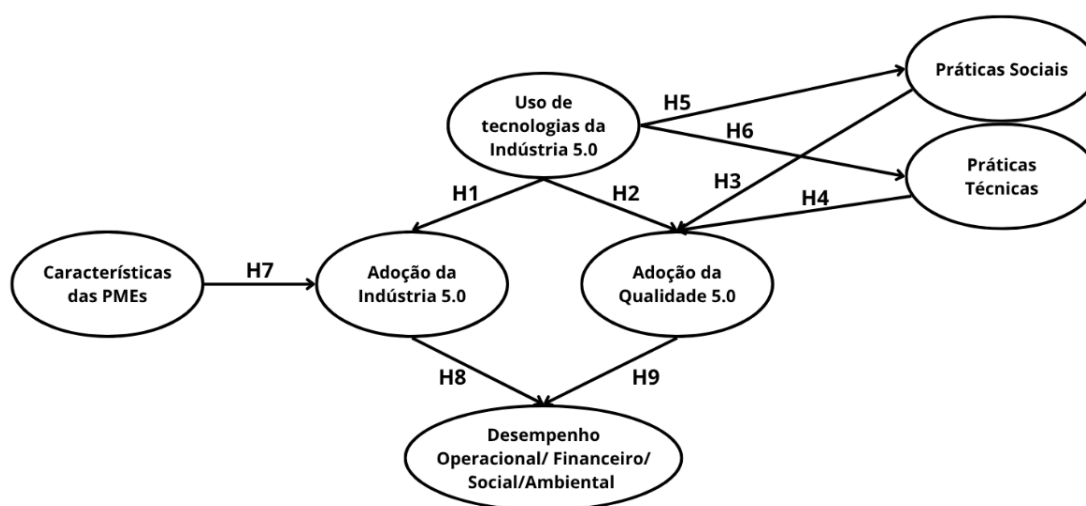 Práticas Sociais
H5
Uso de
tecnologias da
Indústria 5.0
H6
Práticas
Técnicas
H3
H1
H2
H4
Características
das PMEs
H7
Adoção da
Indústria 5.0
Adoção da
Qualidade 5.0
H8
H9
Desempenho
Operacional/ Financeiro/
Social/Ambiental